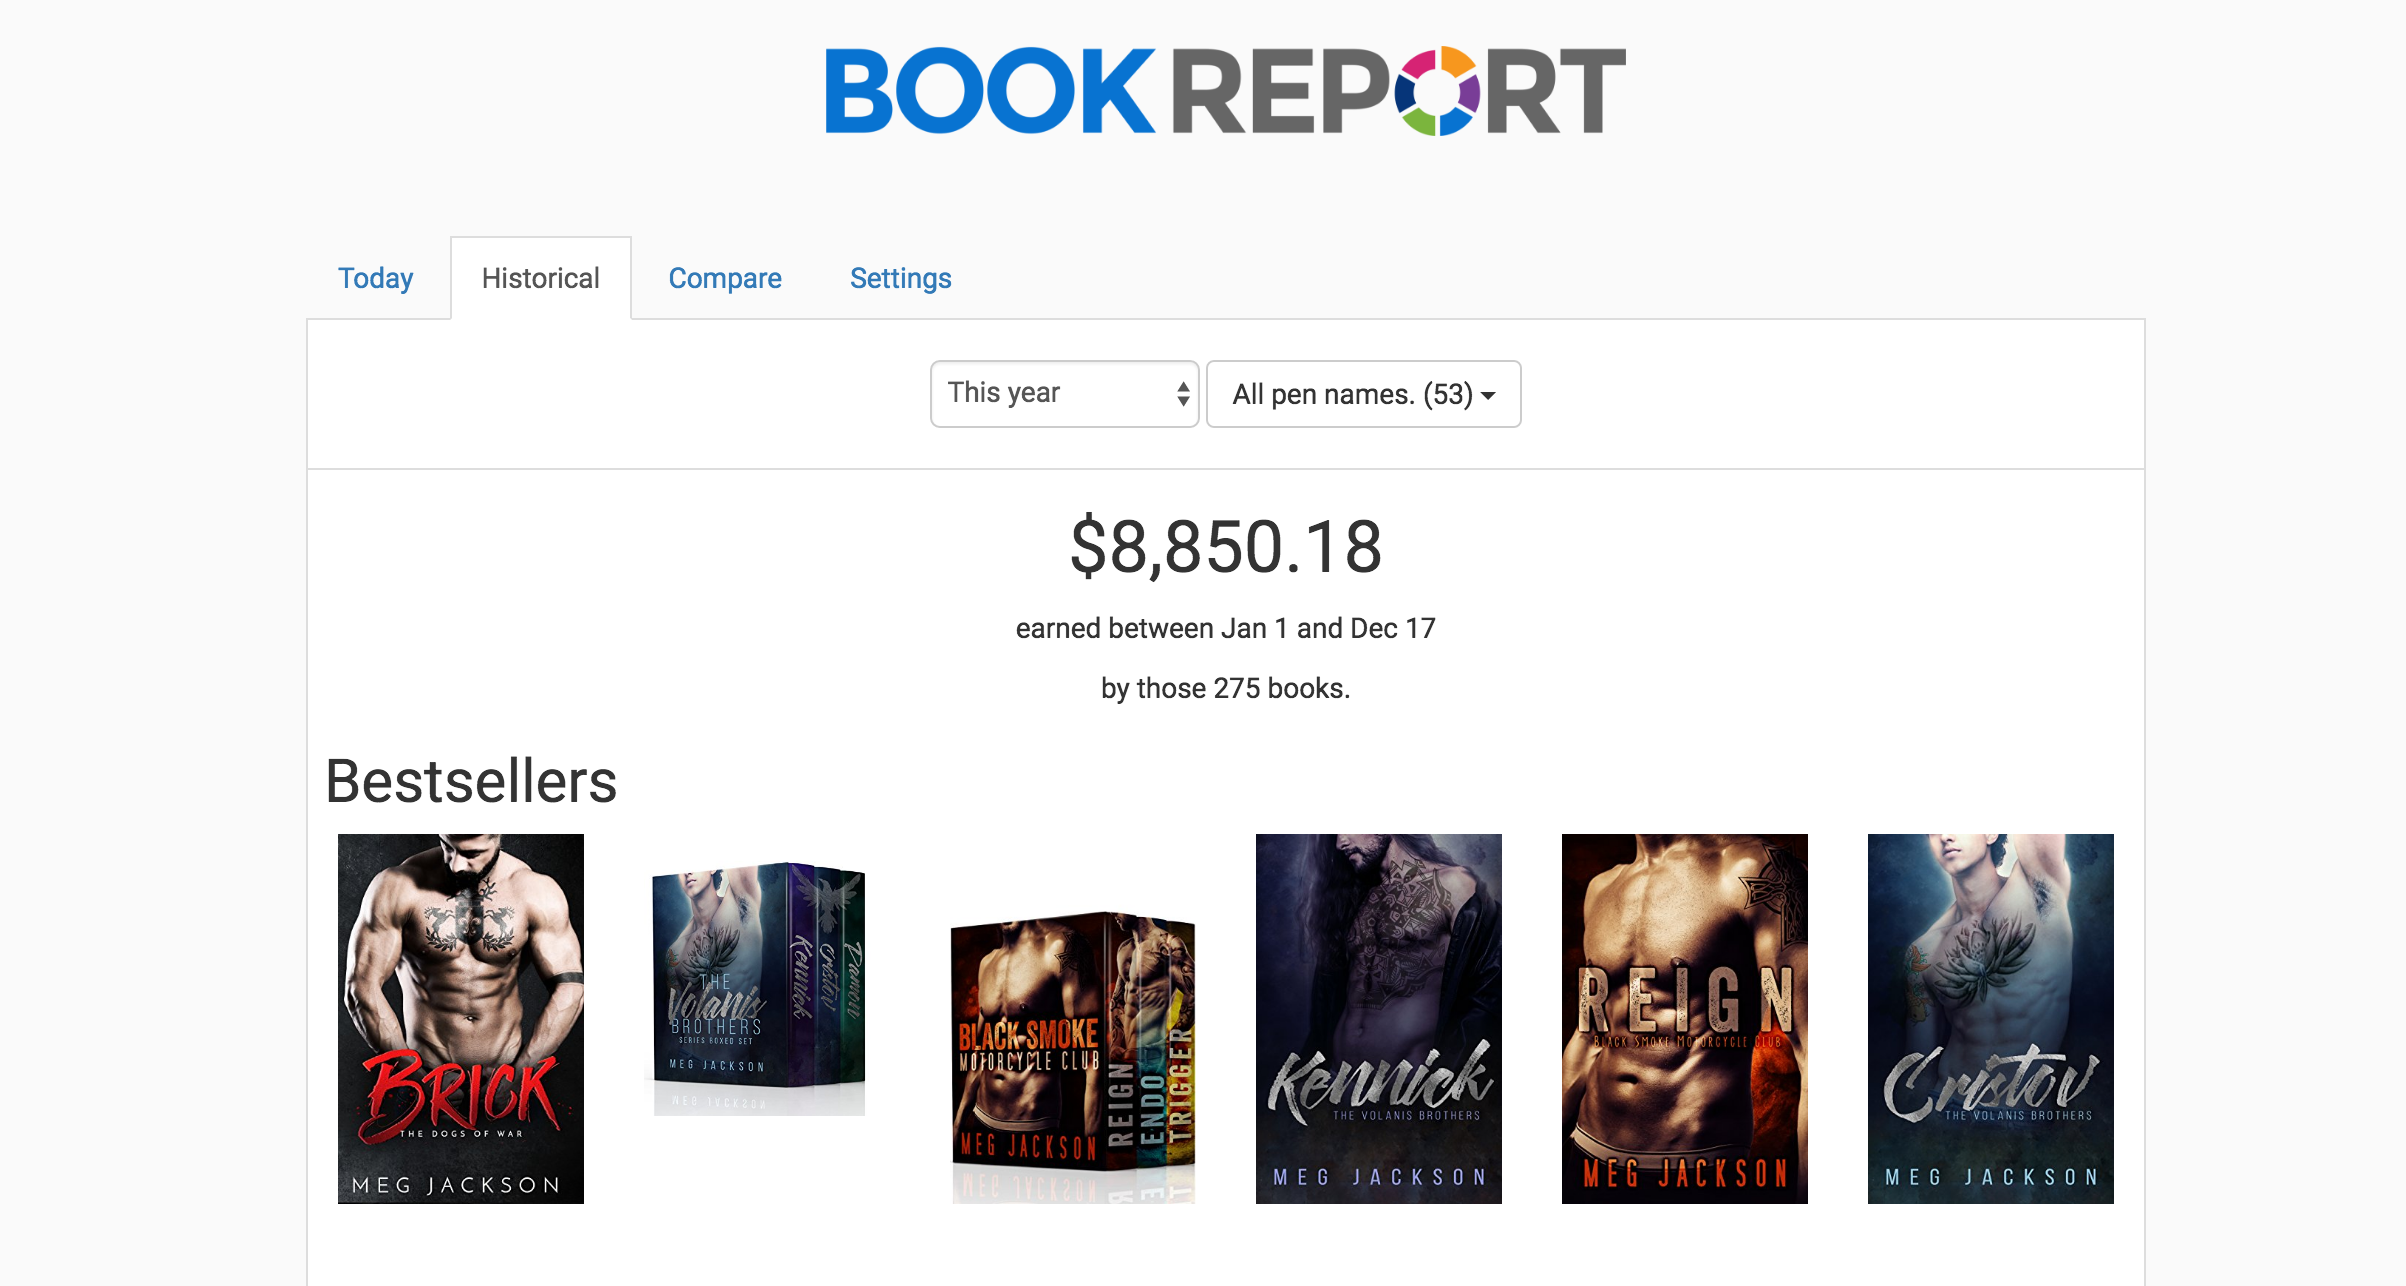 BOOKREPORT
Today Historical Compare Settings
This year All pen names. (53)
$8,850.18
earned between Jan 1 and Dec 17
by those 275 books.
Bestsellers
BRICK
THE DOGS OF WAR
MEG JACKSON
THE
Volanis
BROTHERS
SERIES BOXED SET
MEG JACKSON
Kennick
Cristov
BLACK SMOKE
MOTORCYCLE CLUB
MEG JACKSON
REIGN
ENDO
TRIGGER
Kennick
THE VOLANIS BROTHERS
MEG JACKSON
REIGN
BLACK SMOKE MOTORCYCLE CLUB
MEG JACKSON
Cristov
THE VOLANIS BROTHERS
MEG JACKSON